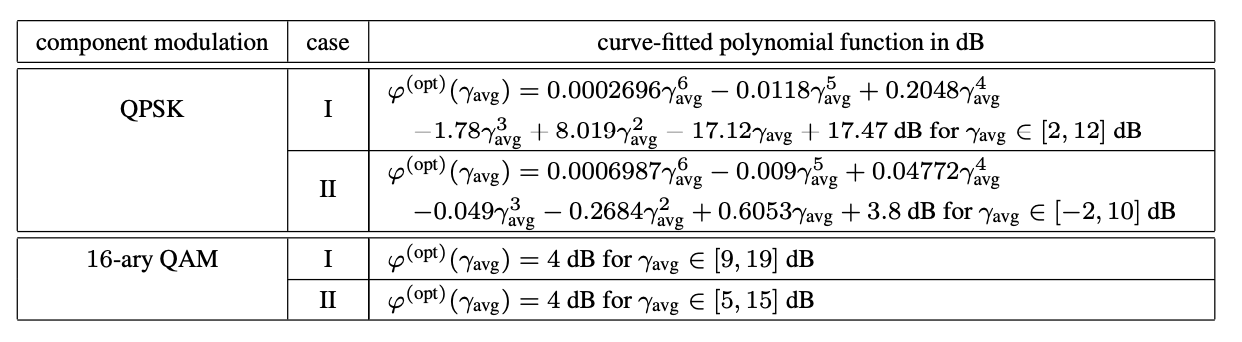 component modulation case curve-fitted polynomial function in dB
QPSK I φ^(opt)(γ_avg) = 0.0002696γ_avg^6 − 0.0118γ_avg^5 + 0.2048γ_avg^4
−1.78γ_avg^3 + 8.019γ_avg^2 − 17.12γ_avg + 17.47 dB for γ_avg ∈ [2, 12] dB
II φ^(opt)(γ_avg) = 0.0006987γ_avg^6 − 0.009γ_avg^5 + 0.04772γ_avg^4
−0.049γ_avg^3 − 0.2684γ_avg^2 + 0.6053γ_avg + 3.8 dB for γ_avg ∈ [−2, 10] dB
16-ary QAM I φ^(opt)(γ_avg) = 4 dB for γ_avg ∈ [9, 19] dB
II φ^(opt)(γ_avg) = 4 dB for γ_avg ∈ [5, 15] dB